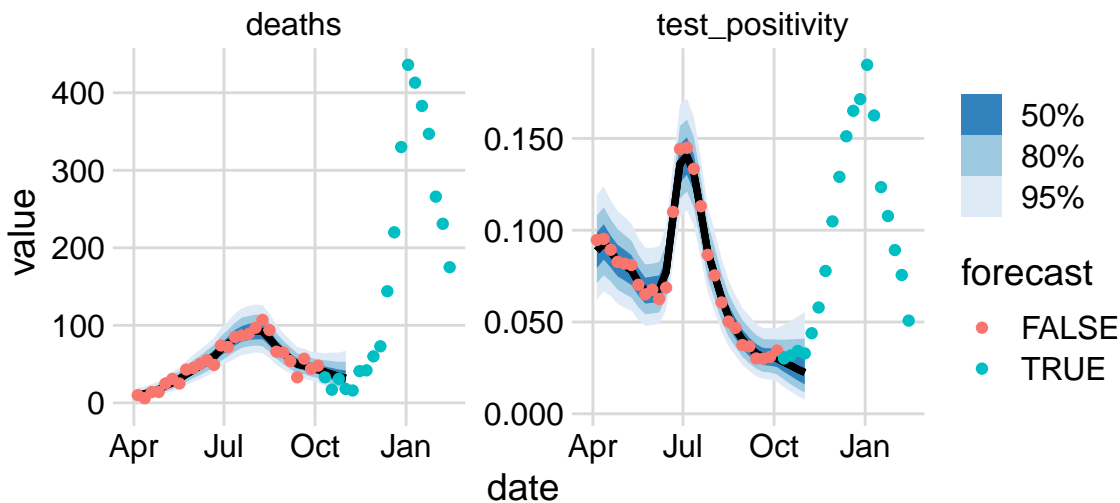 deaths
test_positivity
value
400
300
200
100
0
Apr
Jul
Oct
Jan
0.150
0.100
0.050
0.000
Apr
Jul
Oct
Jan
date
50%
80%
95%
forecast
FALSE
TRUE